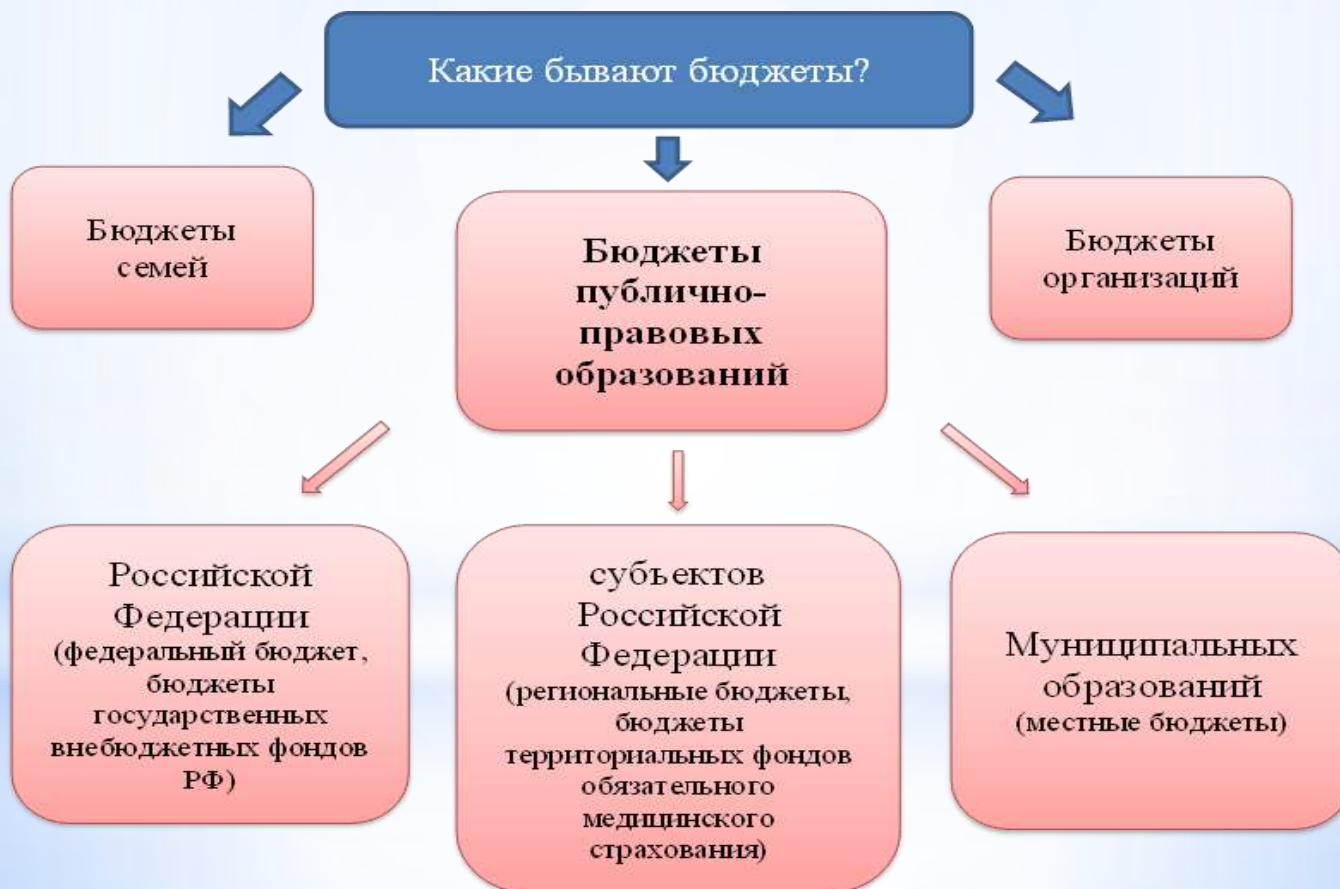 Какие бывают бюджеты?
Бюджеты
семей
Бюджеты
публично-
правовых
образований
Бюджеты
организаций
Российской
Федерации
(федеральный бюджет,
бюджеты
государственных
внебюджетных фондов
РФ)
субъектов
Российской
Федерации
(региональные бюджеты,
бюджеты
территориальных фондов
обязательного
медицинского
страхования)
Муниципальных
образований
(местные бюджеты)